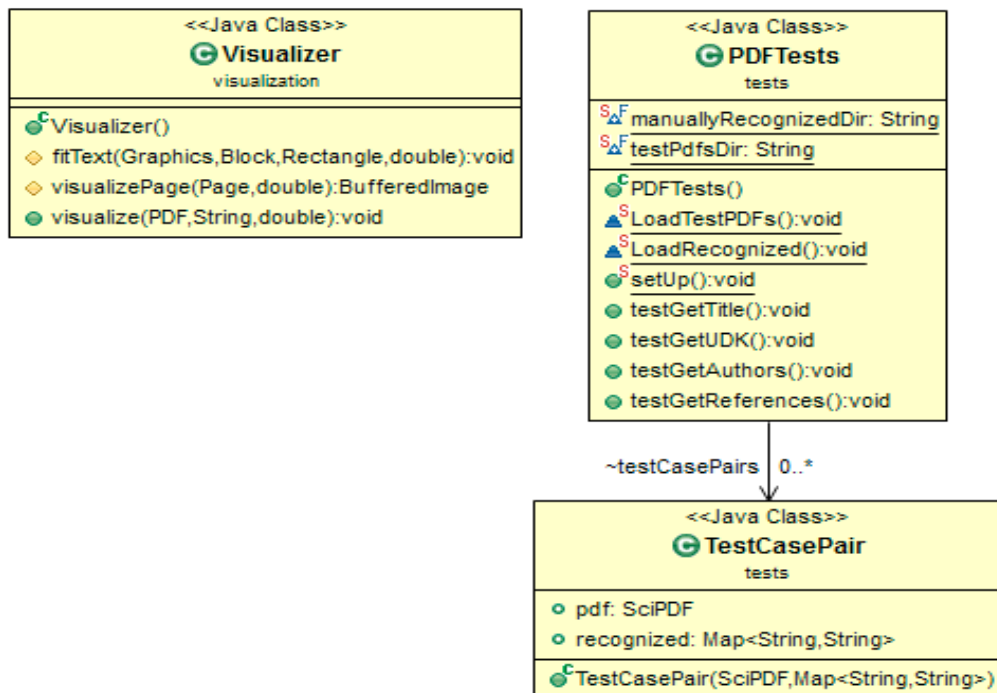 <<Java Class>>
Visualizer
visualization
Visualizer()
fitText(Graphics,Block,Rectangle,double):void
visualizePage(Page,double):BufferedImage
visualize(PDF,String,double):void
<<Java Class>>
PDFTests
tests
manuallyRecognizedDir: String
testPdfsDir: String
PDFTests()
LoadTestPDFs():void
LoadRecognized():void
setUp():void
testGetTitle():void
testGetUDK():void
testGetAuthors():void
testGetReferences():void
~testCasePairs 0..*
<<Java Class>>
TestCasePair
tests
pdf: SciPDF
recognized: Map<String,String>
TestCasePair(SciPDF,Map<String,String>)